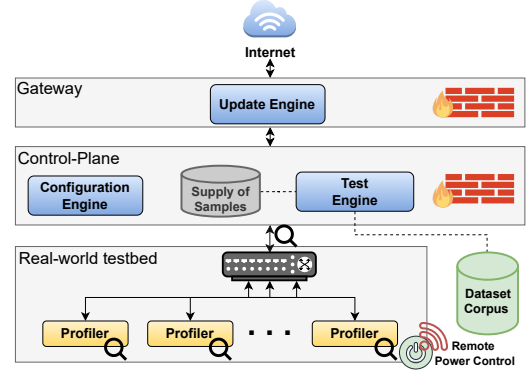 Internet
Gateway
Update Engine
Control-Plane
Configuration
Engine
Supply of
Samples
Test
Engine
Real-world testbed
Profiler
Profiler
. . .
Profiler
Dataset
Corpus
Remote
Power Control